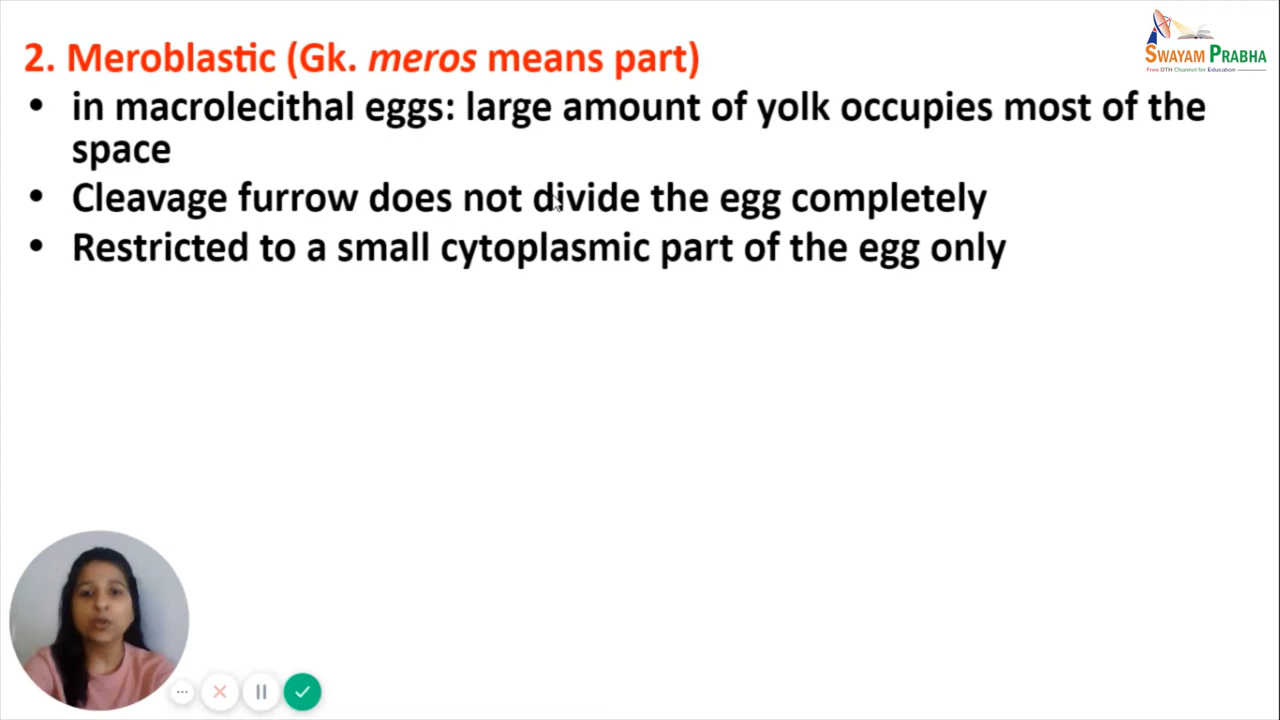 2. Meroblastic (Gk. meros means part)
• in macrolecithal eggs: large amount of yolk occupies most of the
space
• Cleavage furrow does not divide the egg completely
• Restricted to a small cytoplasmic part of the egg only
SWAYAM PRABHA
Free DTH Channel for Education